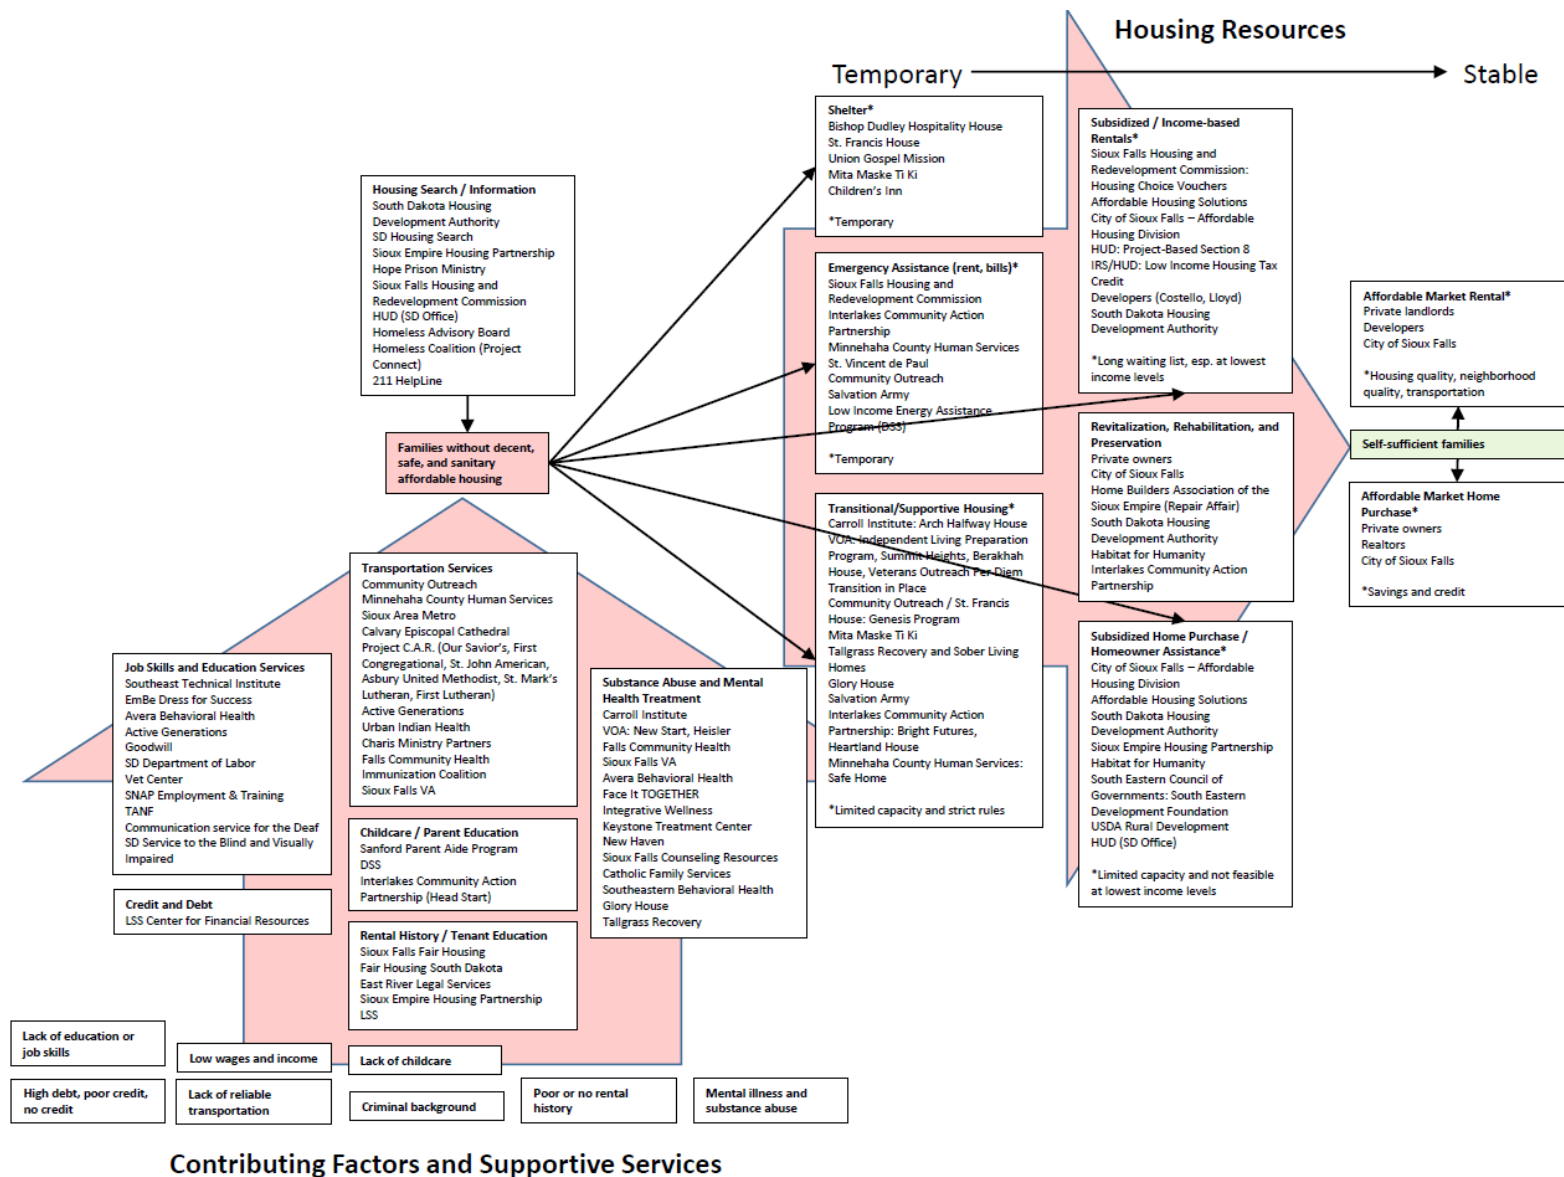 Housing Resources
Temporary
Stable
Shelter*
Bishop Dudley Hospitality House
St. Francis House
Union Gospel Mission
Mita Maske Ti Ki
Children's Inn
*Temporary
Subsidized / Income-based
Rentals*
Sioux Falls Housing and
Redevelopment Commission:
Housing Choice Vouchers
Affordable Housing Solutions
City of Sioux Falls – Affordable
Housing Division
HUD: Project-Based Section 8
IRS/HUD: Low Income Housing Tax
Credit
Developers (Costello, Lloyd)
South Dakota Housing
Development Authority
*Long waiting list, esp. at lowest
income levels
Housing Search / Information
South Dakota Housing
Development Authority
SD Housing Search
Sioux Empire Housing Partnership
Hope Prison Ministry
Sioux Falls Housing and
Redevelopment Commission
HUD (SD Office)
Homeless Advisory Board
Homeless Coalition (Project
Connect)
211 HelpLine
Emergency Assistance (rent, bills)*
Sioux Falls Housing and
Redevelopment Commission
Interlakes Community Action
Partnership
Minnehaha County Human Services
St. Vincent de Paul
Community Outreach
Salvation Army
Low Income Energy Assistance
Program (DSS)
*Temporary
Affordable Market Rental*
Private landlords
Developers
City of Sioux Falls
*Housing quality, neighborhood
quality, transportation
Families without decent,
safe, and sanitary
affordable housing
Revitalization, Rehabilitation, and
Preservation
Private owners
City of Sioux Falls
Home Builders Association of the
Sioux Empire (Repair Affair)
South Dakota Housing
Development Authority
Habitat for Humanity
Interlakes Community Action
Partnership
Self-sufficient families
Affordable Market Home
Purchase*
Private owners
Realtors
City of Sioux Falls
*Savings and credit
Transitional/Supportive Housing*
Carroll Institute: Arch Halfway House
VOA: Independent Living Preparation
Program, Summit Heights, Berakhah
House, Veterans Outreach Per Diem
Transition in Place
Community Outreach / St. Francis
House: Genesis Program
Mita Maske Ti Ki
Tallgrass Recovery and Sober Living
Homes
Glory House
Salvation Army
Interlakes Community Action
Partnership: Bright Futures,
Heartland House
Minnehaha County Human Services:
Safe Home
*Limited capacity and strict rules
Subsidized Home Purchase /
Homeowner Assistance*
City of Sioux Falls – Affordable
Housing Division
Affordable Housing Solutions
South Dakota Housing
Development Authority
Sioux Empire Housing Partnership
Habitat for Humanity
South Eastern Council of
Governments: South Eastern
Development Foundation
USDA Rural Development
HUD (SD Office)
*Limited capacity and not feasible
at lowest income levels
Transportation Services
Community Outreach
Minnehaha County Human Services
Sioux Area Metro
Calvary Episcopal Cathedral
Project C.A.R. (Our Savior's, First
Congregational, St. John American,
Asbury United Methodist, St. Mark's
Lutheran, First Lutheran)
Active Generations
Urban Indian Health
Charis Ministry Partners
Falls Community Health
Immunization Coalition
Sioux Falls VA
Job Skills and Education Services
Southeast Technical Institute
EmBe Dress for Success
Avera Behavioral Health
Active Generations
Goodwill
SD Department of Labor
Vet Center
SNAP Employment & Training
TANF
Communication service for the Deaf
SD Service to the Blind and Visually
Impaired
Substance Abuse and Mental
Health Treatment
Carroll Institute
VOA: New Start, Heisler
Falls Community Health
Sioux Falls VA
Avera Behavioral Health
Face It TOGETHER
Integrative Wellness
Keystone Treatment Center
New Haven
Sioux Falls Counseling Resources
Catholic Family Services
Southeastern Behavioral Health
Glory House
Tallgrass Recovery
Childcare / Parent Education
Sanford Parent Aide Program
DSS
Interlakes Community Action
Partnership (Head Start)
Credit and Debt
LSS Center for Financial Resources
Rental History / Tenant Education
Sioux Falls Fair Housing
Fair Housing South Dakota
East River Legal Services
Sioux Empire Housing Partnership
LSS
Lack of education or
job skills
Low wages and income
Lack of childcare
High debt, poor credit,
no credit
Lack of reliable
transportation
Criminal background
Poor or no rental
history
Mental illness and
substance abuse
Contributing Factors and Supportive Services